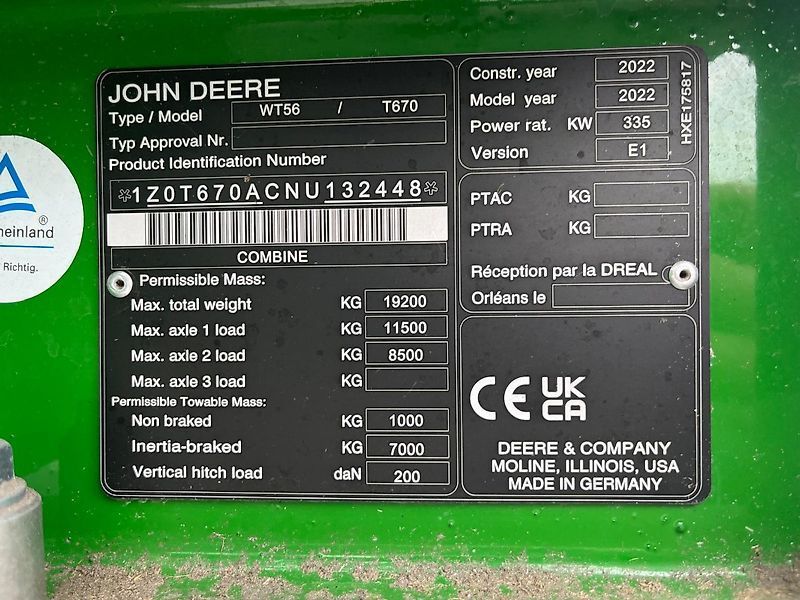 JOHN DEERE
Type / Model WT56 / T670
Typ Approval Nr.
Product Identification Number
*1Z0T670ACNU132448*
COMBINE
Permissible Mass:
Max. total weight KG 19200
Max. axle 1 load KG 11500
Max. axle 2 load KG 8500
Max. axle 3 load KG
Permissible Towable Mass:
Non braked KG 1000
Inertia-braked KG 7000
Vertical hitch load daN 200
Constr. year 2022
Model year 2022
Power rat. KW 335
Version E1
HXE175817
PTAC KG
PTRA KG
Réception par la DREAL
Orléans le
CE UK
CA
DEERE & COMPANY
MOLINE, ILLINOIS, USA
MADE IN GERMANY
®
heinland
Richtig.